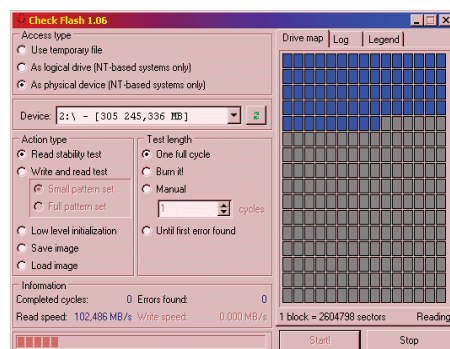 Check Flash 1.06
Access type
Use temporary file
As logical drive (NT-based systems only)
As physical device (NT-based systems only)
Device: 2:\ - [305 245,336 MB]
Action type
Read stability test
Write and read test
Small pattern set
Full pattern set
Low level initialization
Save image
Load image
Test length
One full cycle
Burn it!
Manual
1 cycles
Until first error found
Information
Completed cycles: 0 Errors found: 0
Read speed: 102,486 MB/s Write speed: 0.000 MB/s
Drive map Log Legend
1 block = 2604798 sectors Reading
Start! Stop